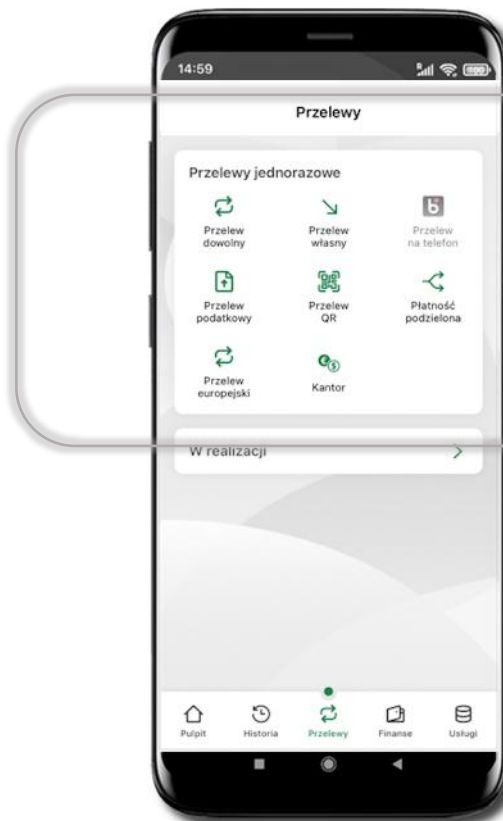 14:59
Przelewy
Przelewy jednorazowe
Przelew
dowolny
Przelew
własny
Przelew
na telefon
Przelew
podatkowy
Przelew
QR
Płatność
podzielona
Przelew
europejski
Kantor
W realizacji
Pulpit
Historia
Przelewy
Finanse
Usługi